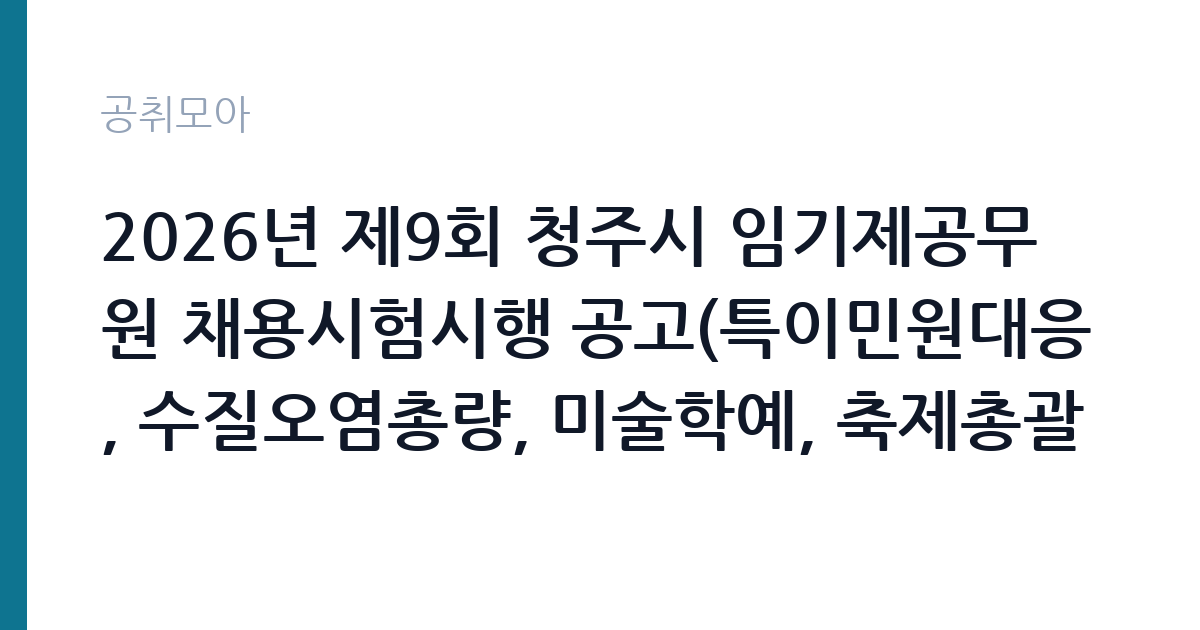 공취모아
2026년 제9회 청주시 임기제공무
원 채용시험시행 공고(특이민원대응
, 수질오염총량, 미술학예, 축제총괄